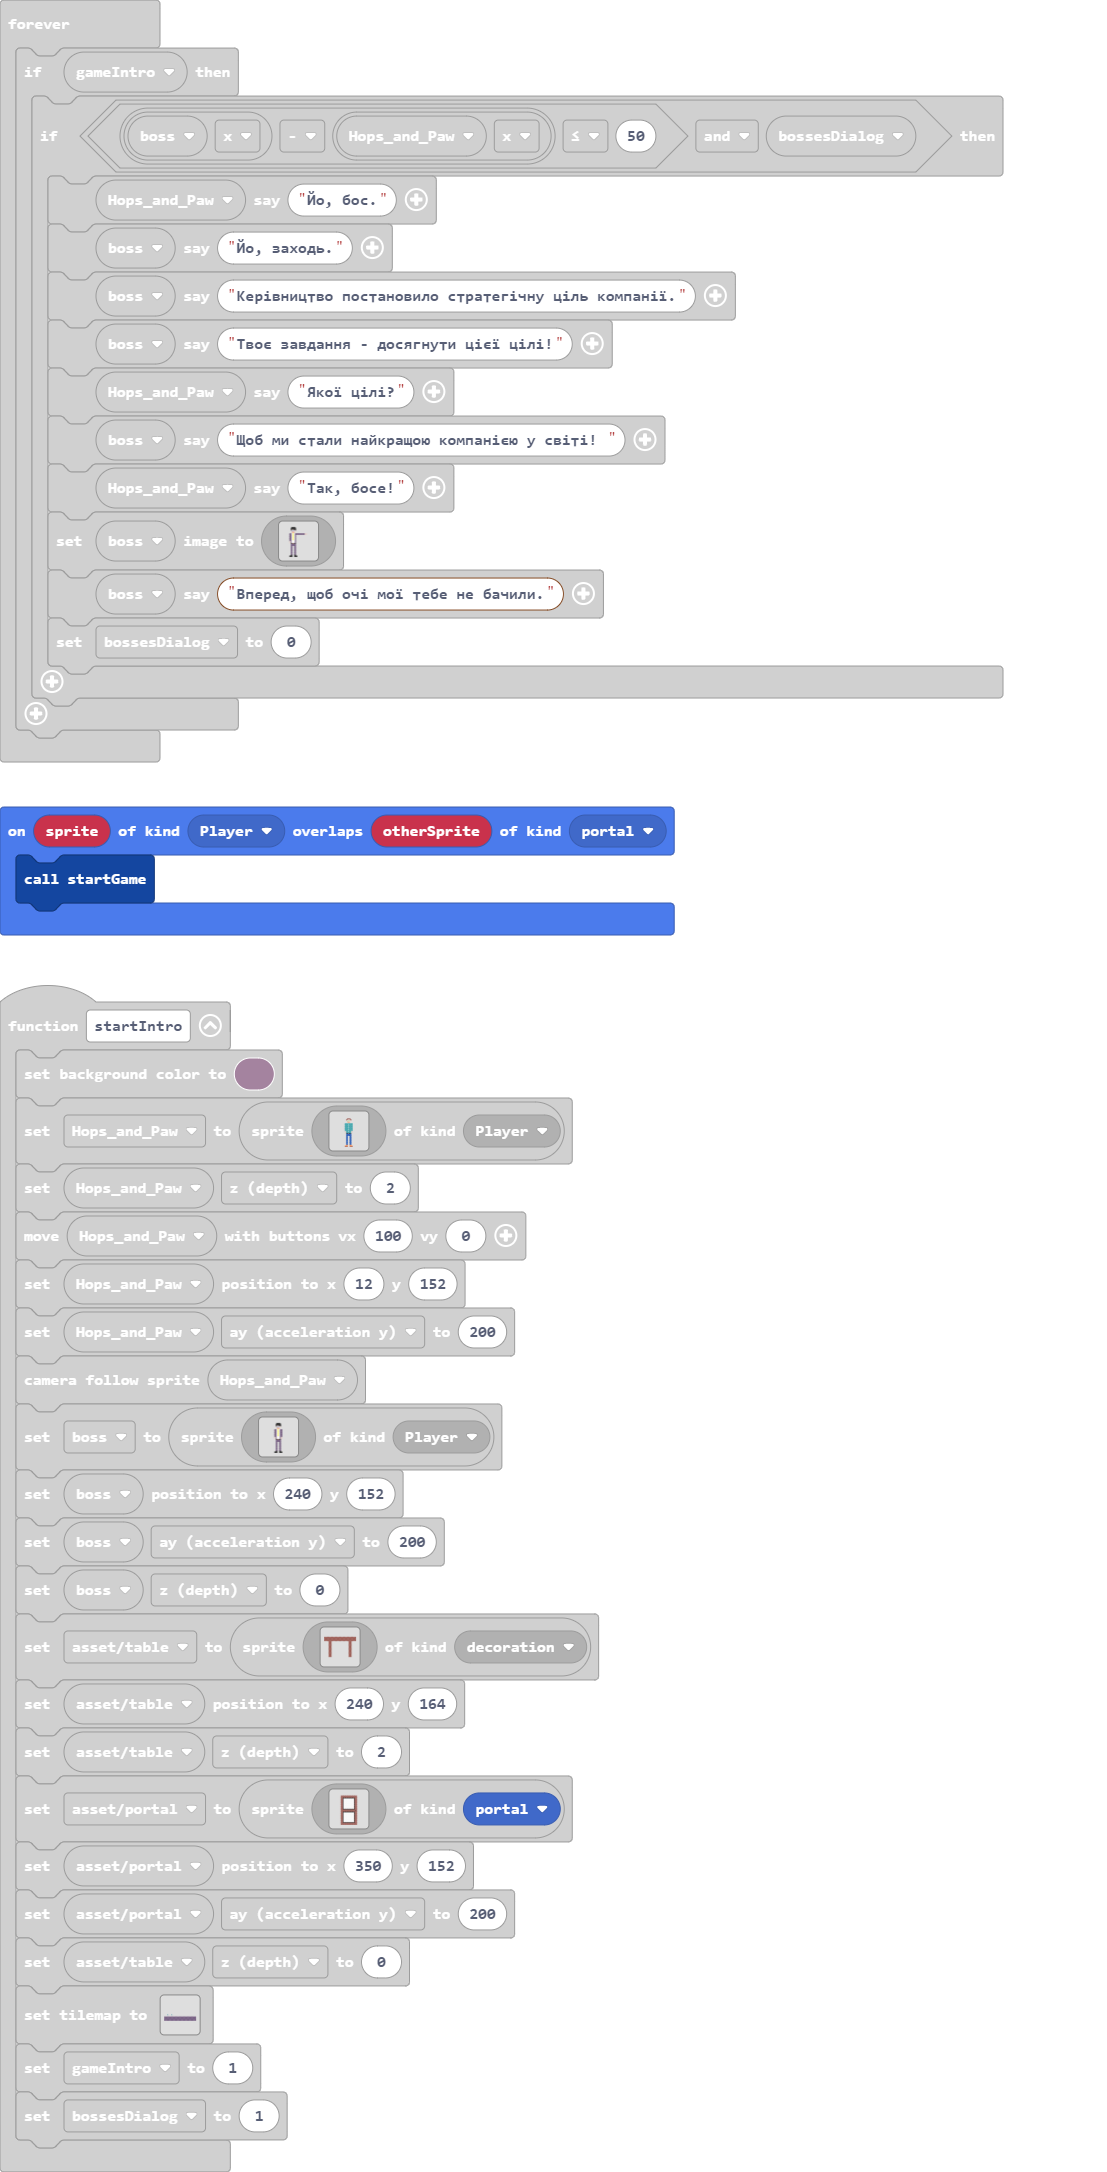 forever
if gameIntro then
if boss x - Hops_and_Paw x ≤ 50 and bossesDialog then
Hops_and_Paw say "Йо, бос."
boss say "Йо, заходь."
boss say "Керівництво постановило стратегічну ціль компанії."
boss say "Твоє завдання - досягнути цієї цілі!"
Hops_and_Paw say "Якої цілі?"
boss say "Щоб ми стали найкращою компанією у світі! "
Hops_and_Paw say "Так, босе!"
set boss image to
boss say "Вперед, щоб очі мої тебе не бачили."
set bossesDialog to 0
on sprite of kind Player overlaps otherSprite of kind portal
call startGame
function startIntro
set background color to
set Hops_and_Paw to sprite of kind Player
set Hops_and_Paw z (depth) to 2
move Hops_and_Paw with buttons vx 100 vy 0
set Hops_and_Paw position to x 12 y 152
set Hops_and_Paw ay (acceleration y) to 200
camera follow sprite Hops_and_Paw
set boss to sprite of kind Player
set boss position to x 240 y 152
set boss ay (acceleration y) to 200
set boss z (depth) to 0
set asset/table to sprite of kind decoration
set asset/table position to x 240 y 164
set asset/table z (depth) to 2
set asset/portal to sprite of kind portal
set asset/portal position to x 350 y 152
set asset/portal ay (acceleration y) to 200
set asset/table z (depth) to 0
set tilemap to
set gameIntro to 1
set bossesDialog to 1